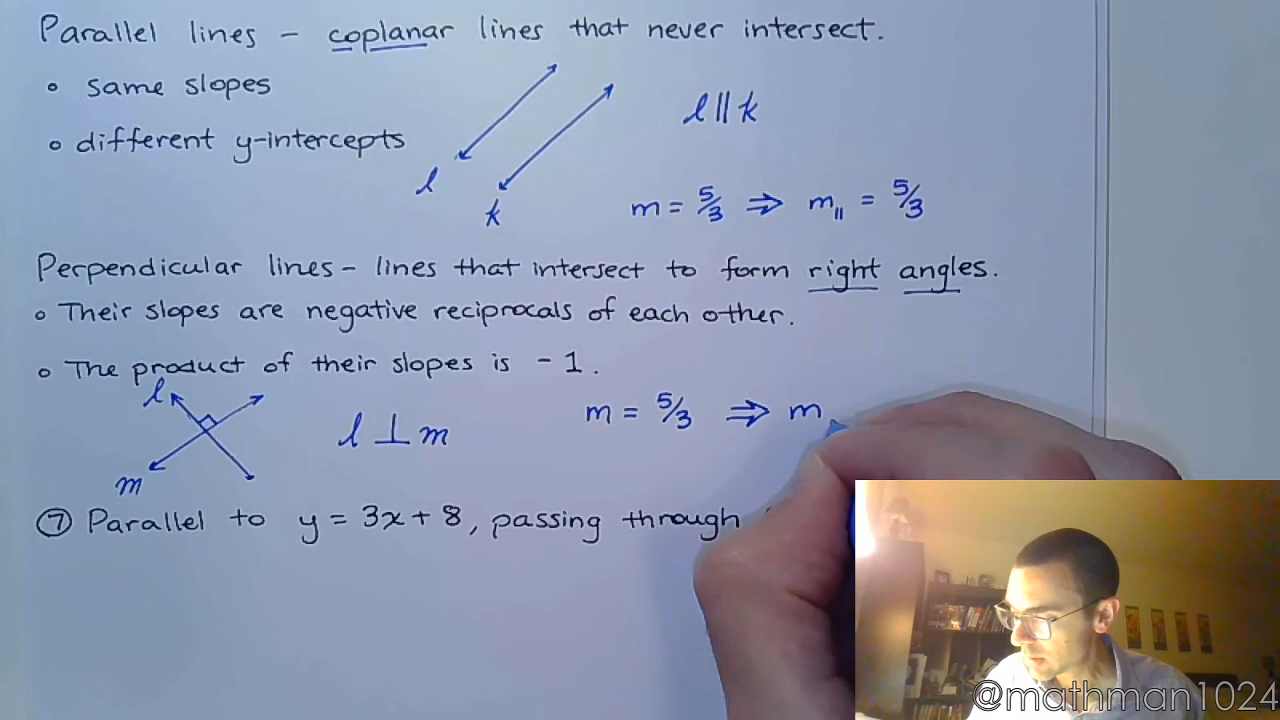 Parallel lines - coplanar lines that never intersect.
∘ same slopes
∘ different y-intercepts
l ∥ k
l
k
m = 5/3 ⇒ m∥ = 5/3
Perpendicular lines - lines that intersect to form right angles.
∘ Their slopes are negative reciprocals of each other.
∘ The product of their slopes is -1.
l
m
l ⊥ m
m = 5/3 ⇒ m
⑦ Parallel to y = 3x + 8, passing through
@mathman1024